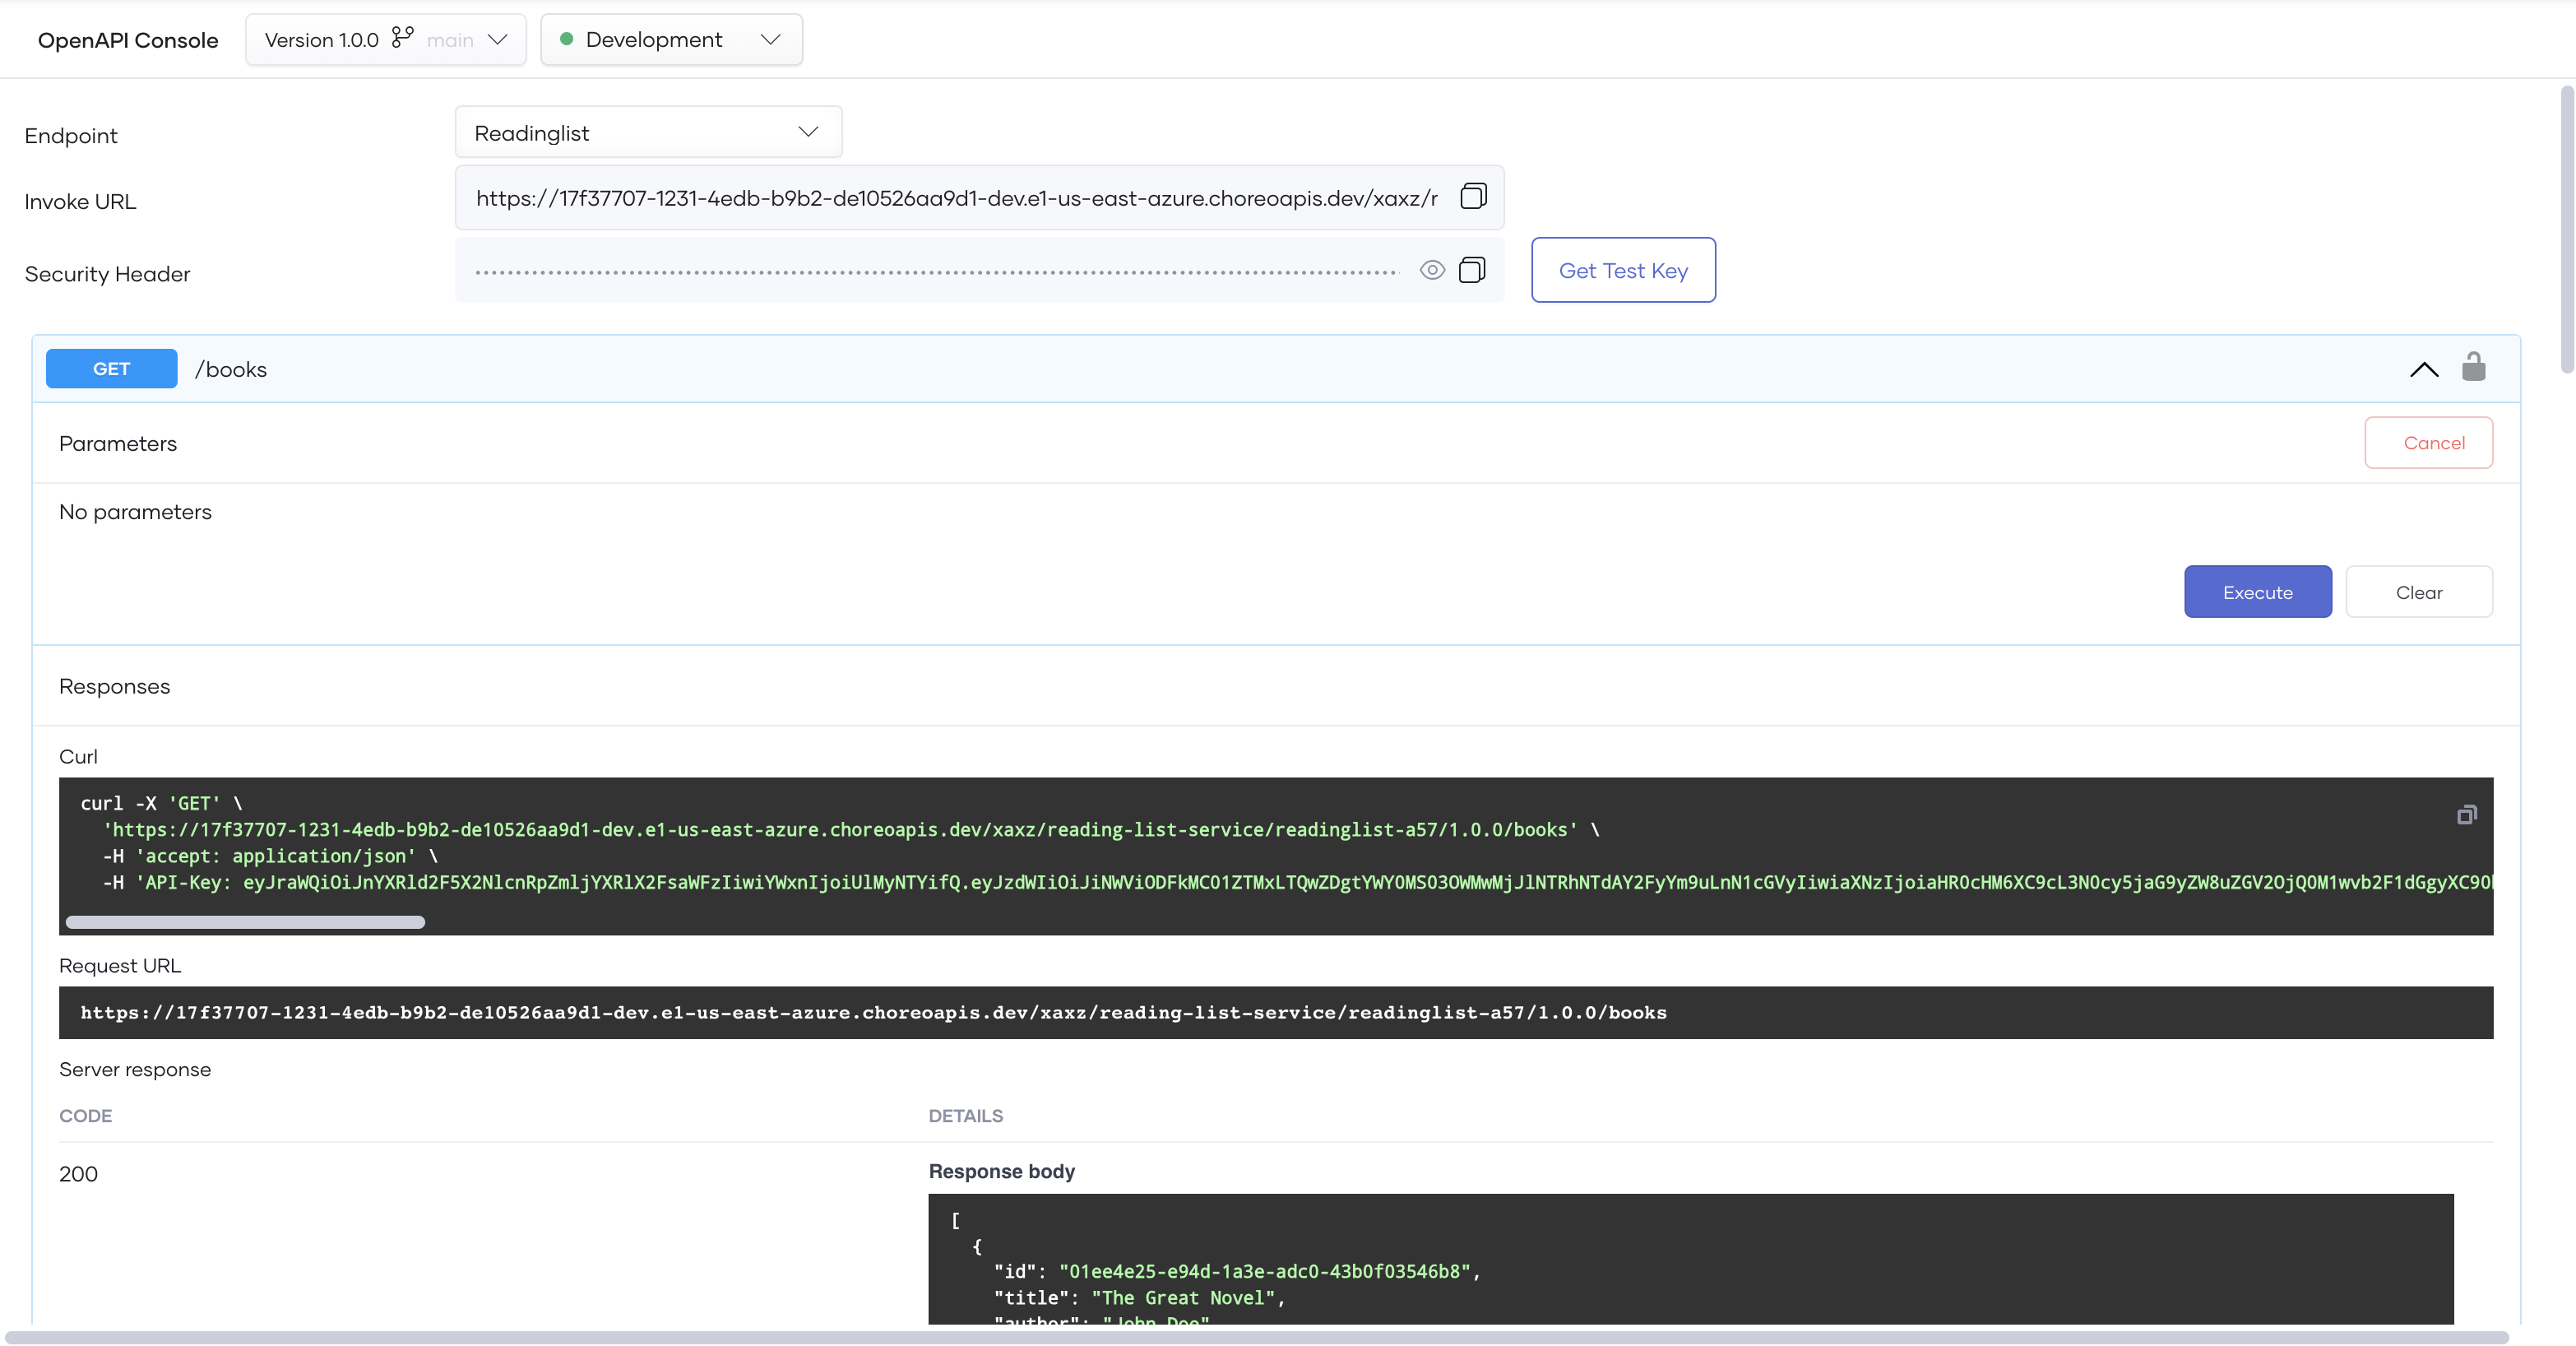 OpenAPI Console Version 1.0.0 main Development
Endpoint Readinglist
Invoke URL https://17f37707-1231-4edb-b9b2-de10526aa9d1-dev.e1-us-east-azure.choreoapis.dev/xaxz/r
Security Header Get Test Key
GET /books
Parameters Cancel
No parameters
Execute Clear
Responses
Curl
curl -X 'GET' \
'https://17f37707-1231-4edb-b9b2-de10526aa9d1-dev.e1-us-east-azure.choreoapis.dev/xaxz/reading-list-service/readinglist-a57/1.0.0/books' \
-H 'accept: application/json' \
-H 'API-Key:
Request URL
https://17f37707-1231-4edb-b9b2-de10526aa9d1-dev.e1-us-east-azure.choreoapis.dev/xaxz/reading-list-service/readinglist-a57/1.0.0/books
Server response
CODE DETAILS
200 Response body
[
{
"id": "01ee4e25-e94d-1a3e-adc0-43b0f03546b8",
"title": "The Great Novel",
"author": "John Doe"